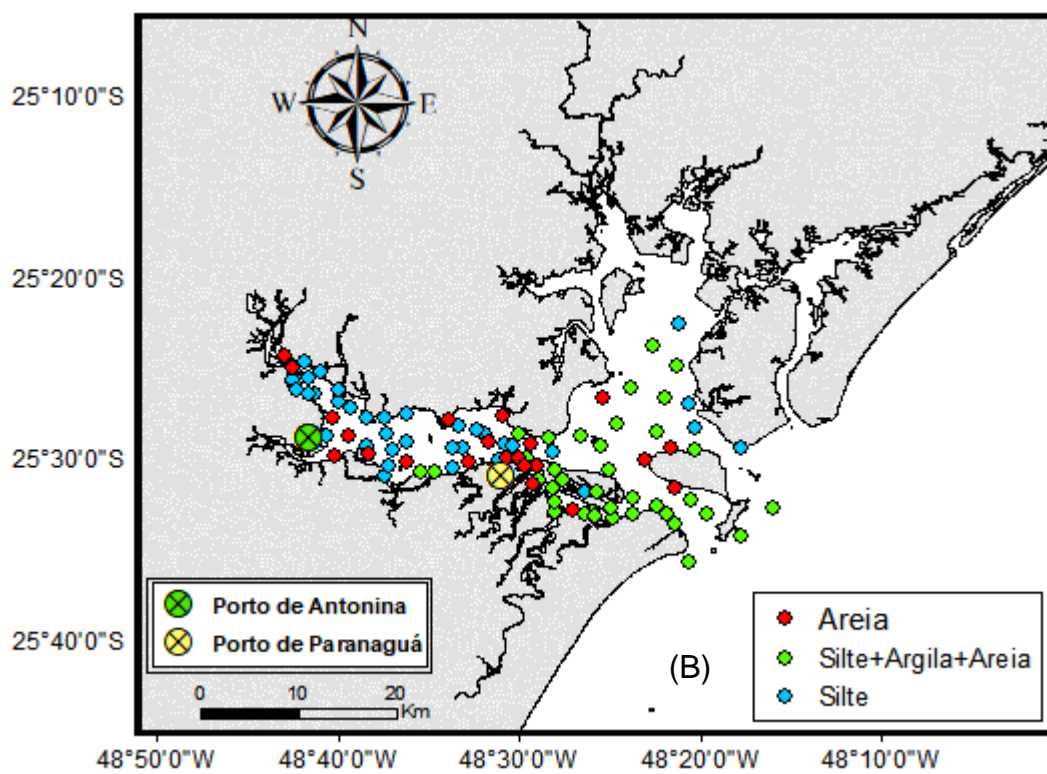 N
W E
S
25°10'0"S
25°20'0"S
25°30'0"S
25°40'0"S
Porto de Antonina
Porto de Paranaguá
0 10 20
Km
(B)
Areia
Silte+Argila+Areia
Silte
48°50'0"W 48°40'0"W 48°30'0"W 48°20'0"W 48°10'0"W